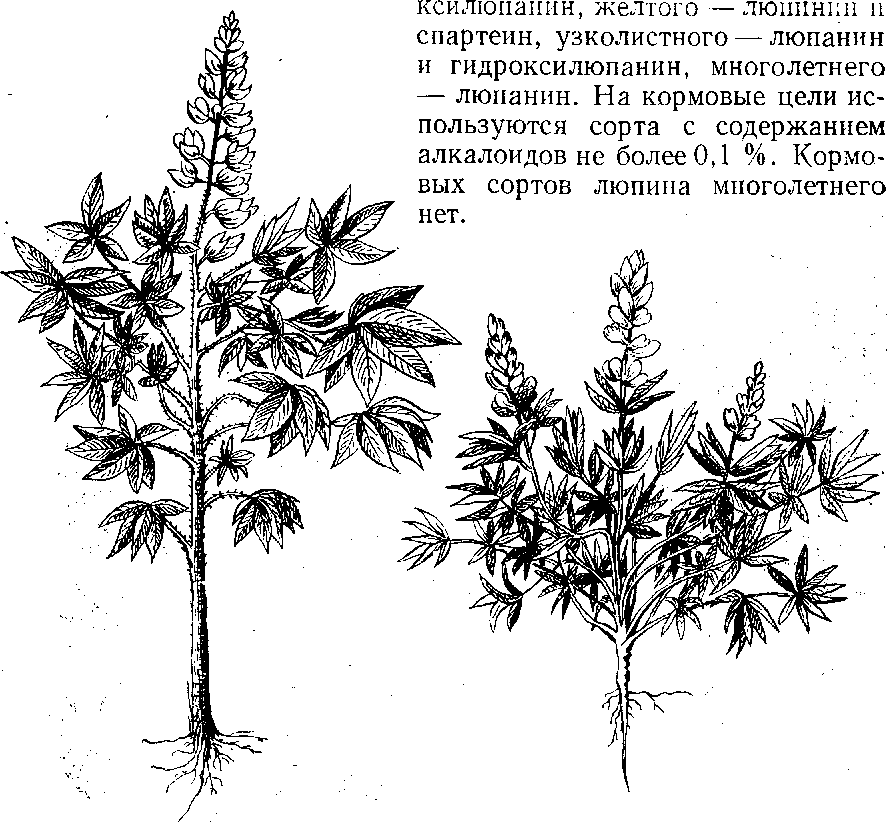 ксилюпанин, желтого — люпинин и
спартеин, узколистного — люпанин
и гидроксилюпанин, многолетнего
— люпанин. На кормовые цели ис-
пользуются сорта с содержанием
алкалоидов не более 0,1 %. Кормо-
вых сортов люпина многолетнего
нет.